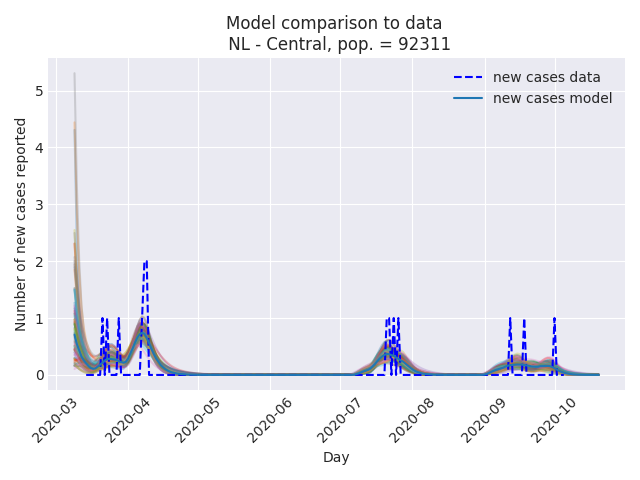 Model comparison to data
NL - Central, pop. = 92311
new cases data
new cases model
Number of new cases reported
5
4
3
2
1
0
2020-03
2020-04
2020-05
2020-06
2020-07
2020-08
2020-09
2020-10
Day